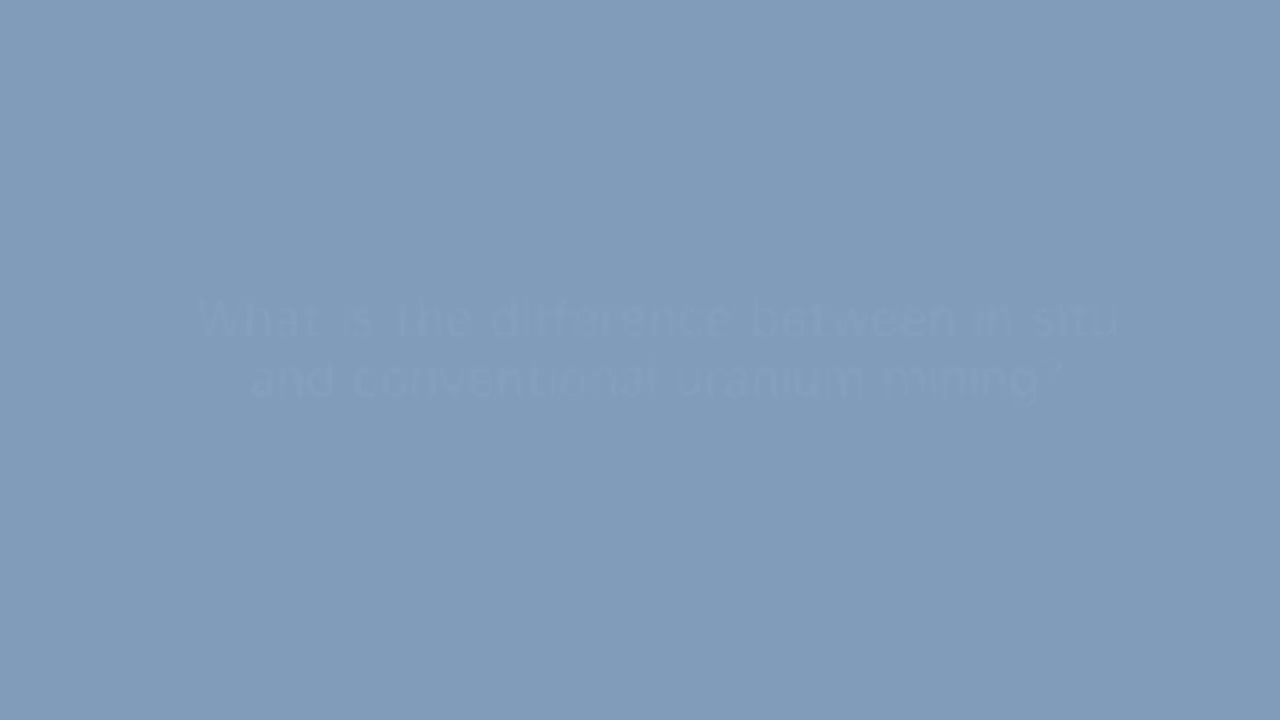 What is the difference between in situ
and conventional uranium mining?